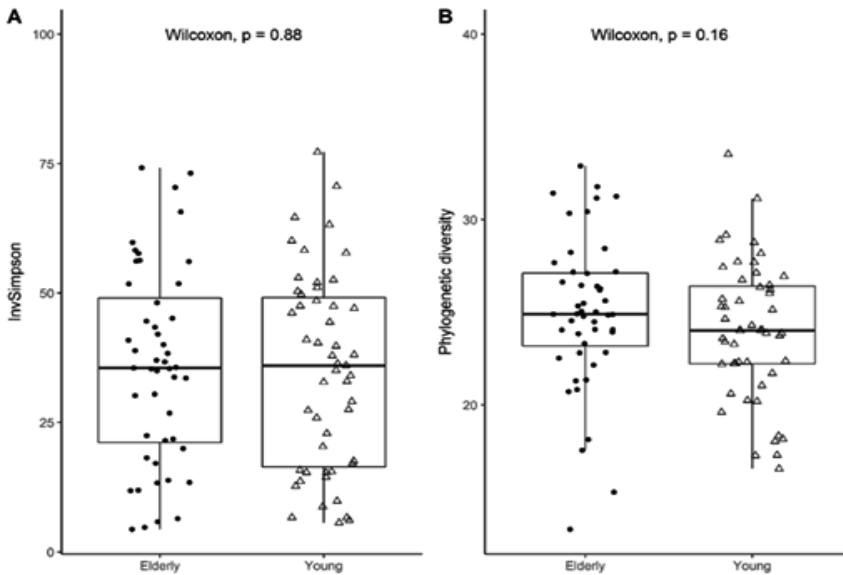 A
Wilcoxon, p = 0.88
100
75
50
25
0
InvSimpson
Elderly
Young
B
Wilcoxon, p = 0.16
40
30
20
Phylogenetic diversity
Elderly
Young